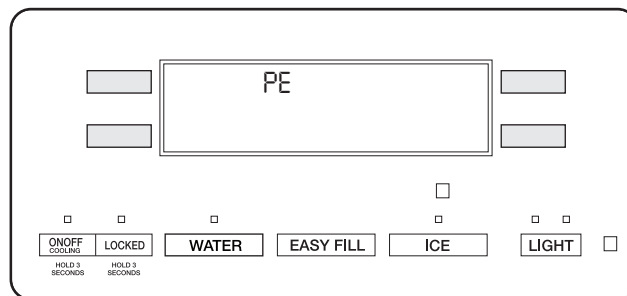 PE
ONOFF
COOLING
LOCKED
WATER
EASY FILL
ICE
LIGHT
HOLD 3
SECONDS
HOLD 3
SECONDS